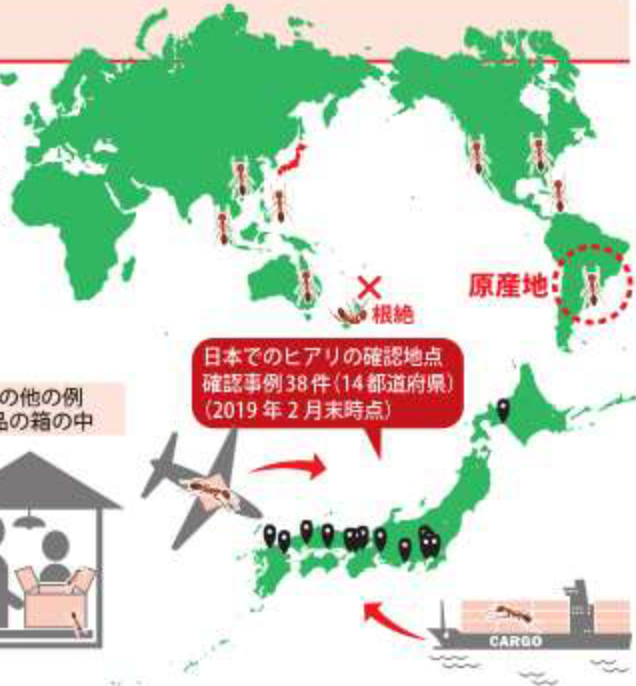 原産地
根絶
日本でのヒアリの確認地点
確認事例38件(14都道府県)
(2019年2月末時点)
の他の例
品の箱の中
CARGO